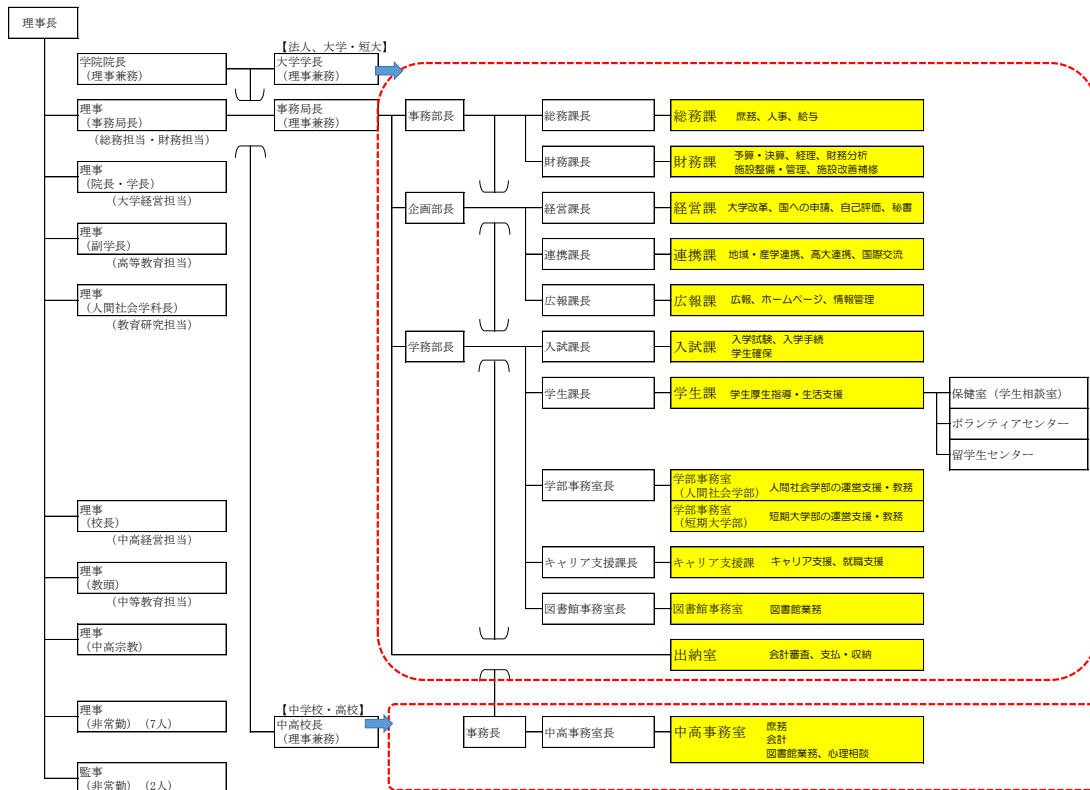 理事長
【法人、大学・短大】
学院院長
(理事兼務)
大学学長
(理事兼務)
理事
(事務局長)
(総務担当・財務担当)
事務局長
(理事兼務)
事務部長
総務課長
総務課 庶務、人事、給与
財務課長
財務課 予算・決算、経理、財務分析
施設整備・管理、施設改善補修
理事
(院長・学長)
(大学経営担当)
企画部長
経営課長
経営課 大学改革、国への申請、自己評価、秘書
理事
(副学長)
(高等教育担当)
連携課長
連携課 地域・産学連携、高大連携、国際交流
理事
(人間社会学科長)
(教育研究担当)
広報課長
広報課 広報、ホームページ、情報管理
学務部長
入試課長
入試課 入学試験、入学手続
学生確保
学生課長
学生課 学生厚生指導・生活支援
保健室(学生相談室)
ボランティアセンター
留学生センター
学部事務室長
学部事務室
(人間社会学部) 人間社会学部の運営支援・教務
学部事務室
(短期大学部) 短期大学部の運営支援・教務
理事
(校長)
(中高経営担当)
キャリア支援課長
キャリア支援課 キャリア支援、就職支援
理事
(教頭)
(中等教育担当)
図書館事務室長
図書館事務室 図書館業務
理事
(中高宗教)
出納室 会計審査、支払・収納
理事
(非常勤)(7人)
【中学校・高校】
中高校長
(理事兼務)
事務長
中高事務室長
中高事務室 庶務
会計
図書館業務、心理相談
監事
(非常勤)(2人)